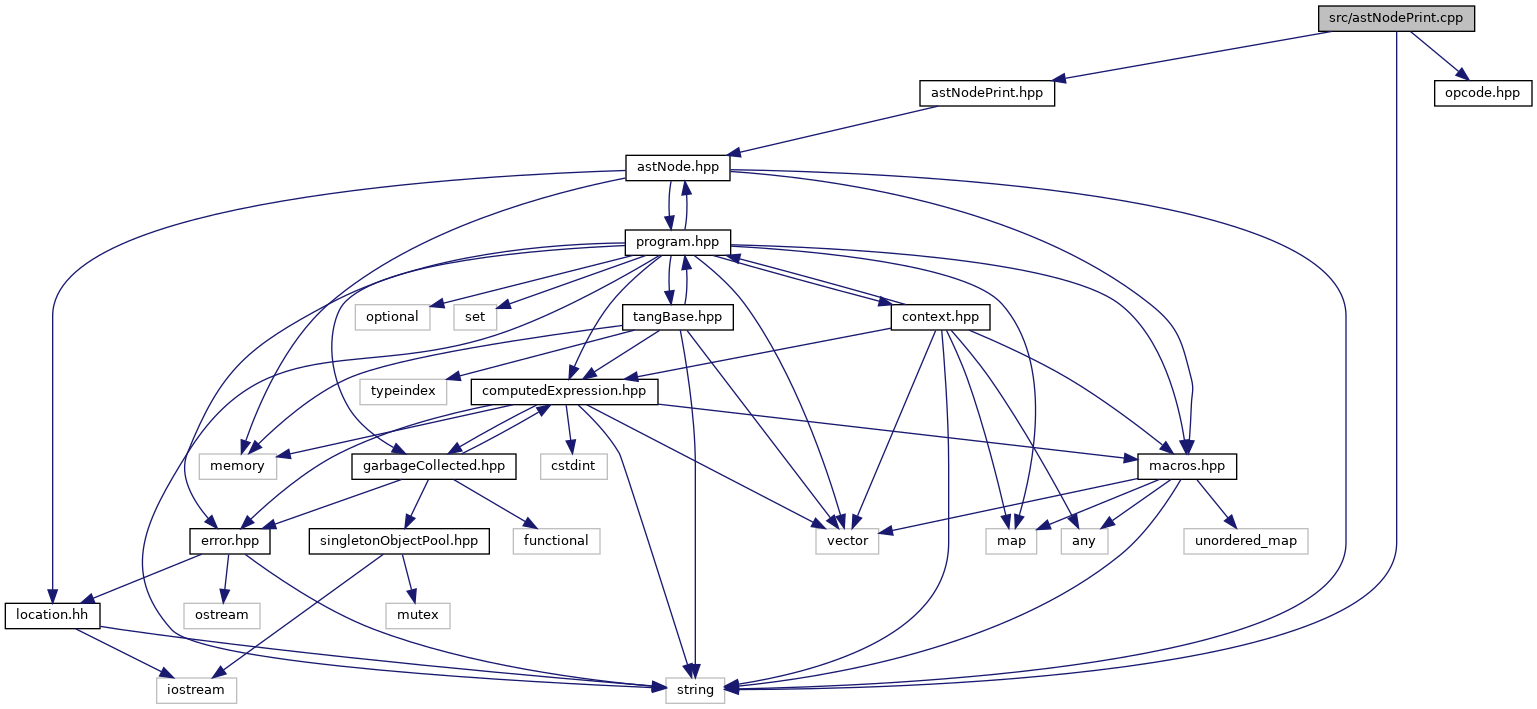 src/astNodePrint.cpp
astNodePrint.hpp
opcode.hpp
astNode.hpp
program.hpp
optional
set
tangBase.hpp
context.hpp
typeindex
computedExpression.hpp
memory
garbageCollected.hpp
cstdint
macros.hpp
error.hpp
singletonObjectPool.hpp
functional
vector
map
any
unordered_map
location.hh
ostream
mutex
iostream
string